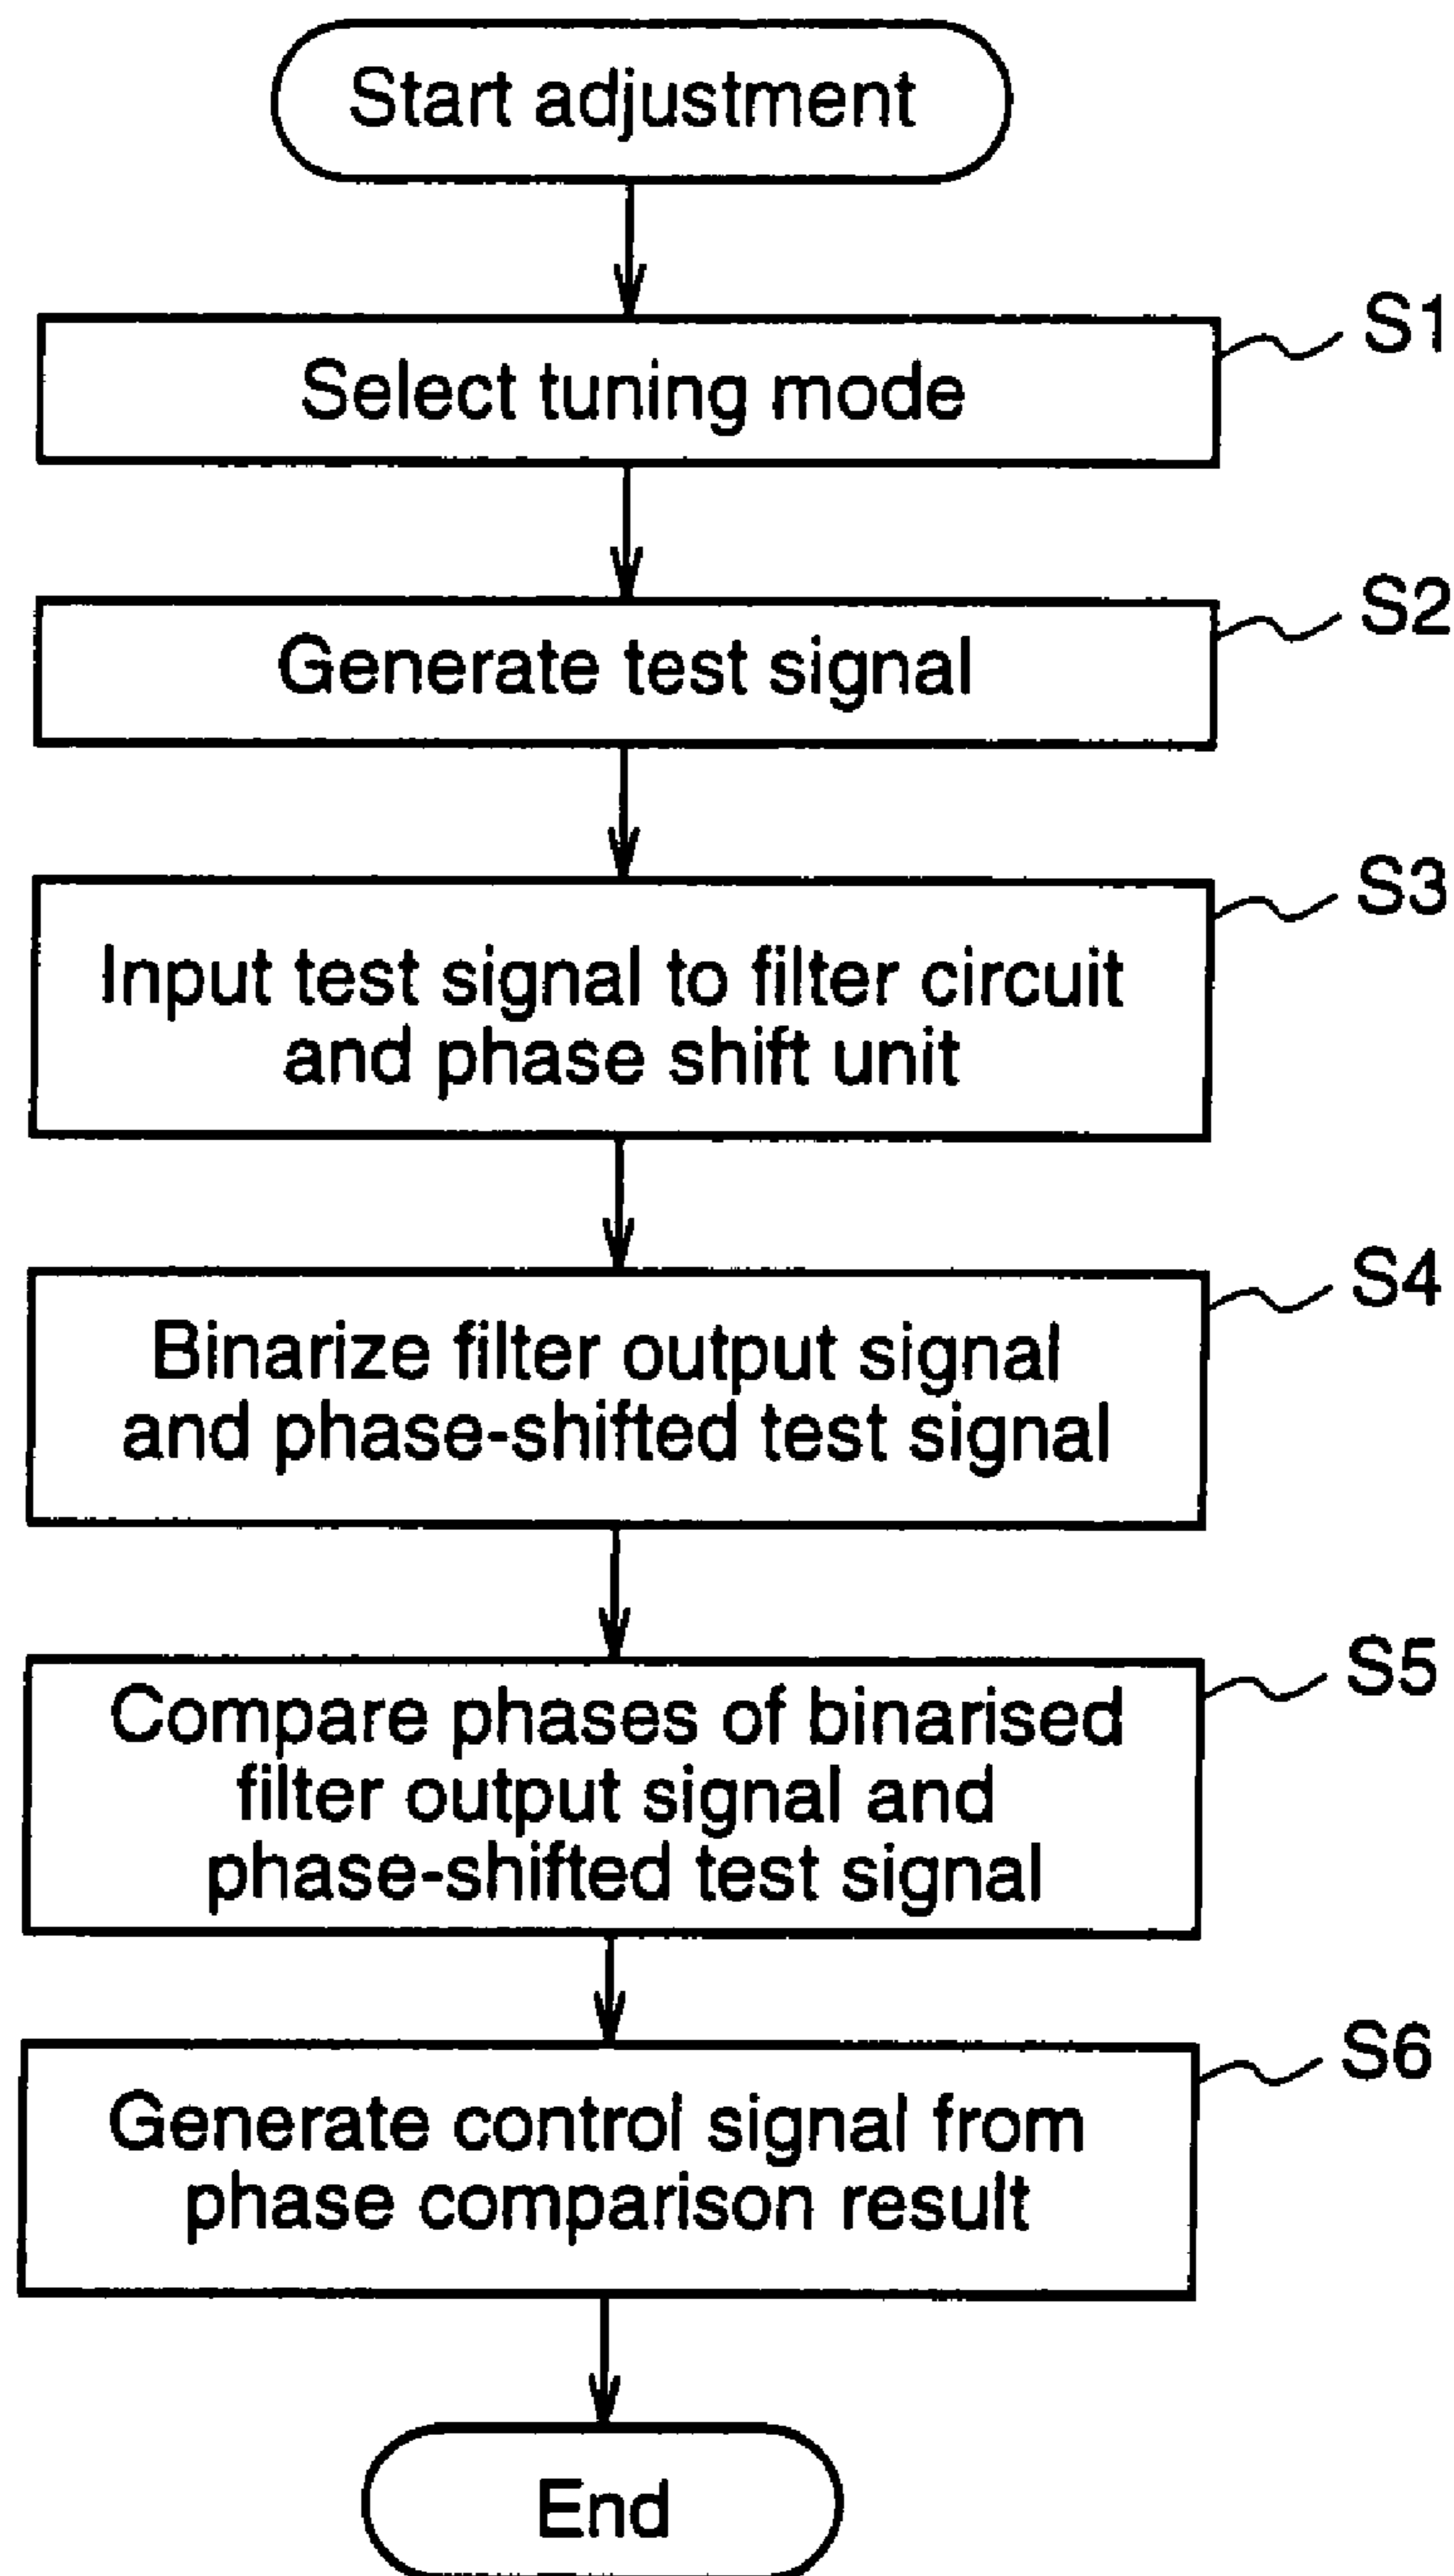 Start adjustment
S1
Select tuning mode
S2
Generate test signal
S3
Input test signal to filter circuit
and phase shift unit
S4
Binarize filter output signal
and phase-shifted test signal
S5
Compare phases of binarised
filter output signal and
phase-shifted test signal
S6
Generate control signal from
phase comparison result
End